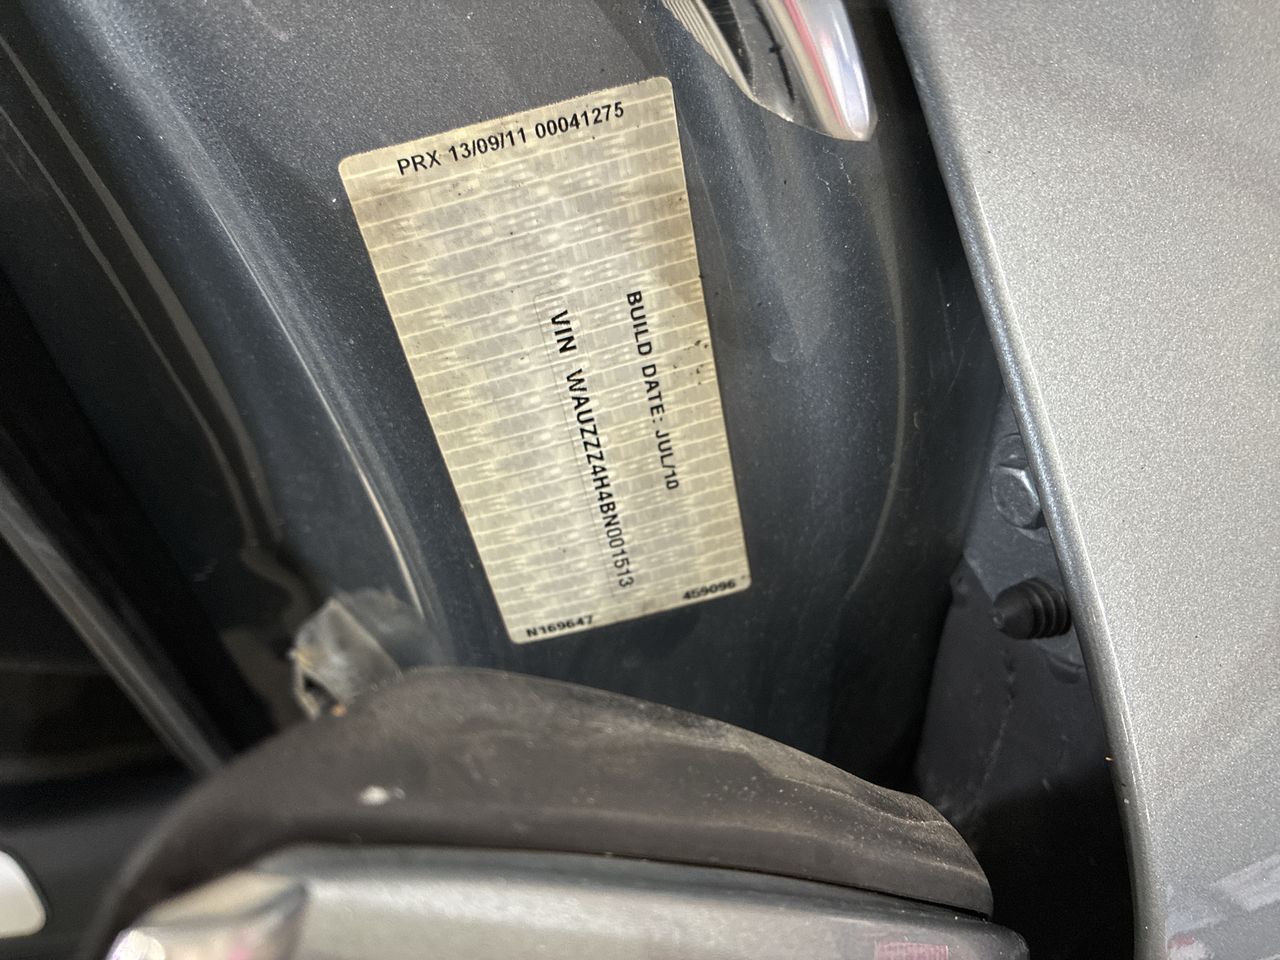 PRX 13/09/11 00041275
BUILD DATE: JUL/10
VIN WAUZZZ4H4BN001513
N169647
459096